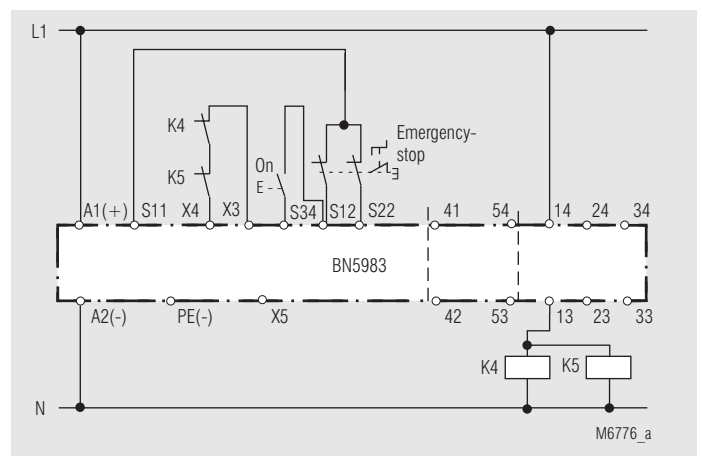 L1
K4
Emergency-
stop
K5
On
E
A1(+) S11 X4 X3 S34 S12 S22 41 54 14 24 34
BN5983
A2(-) PE(-) X5 42 53 13 23 33
K4 K5
N
M6776_a